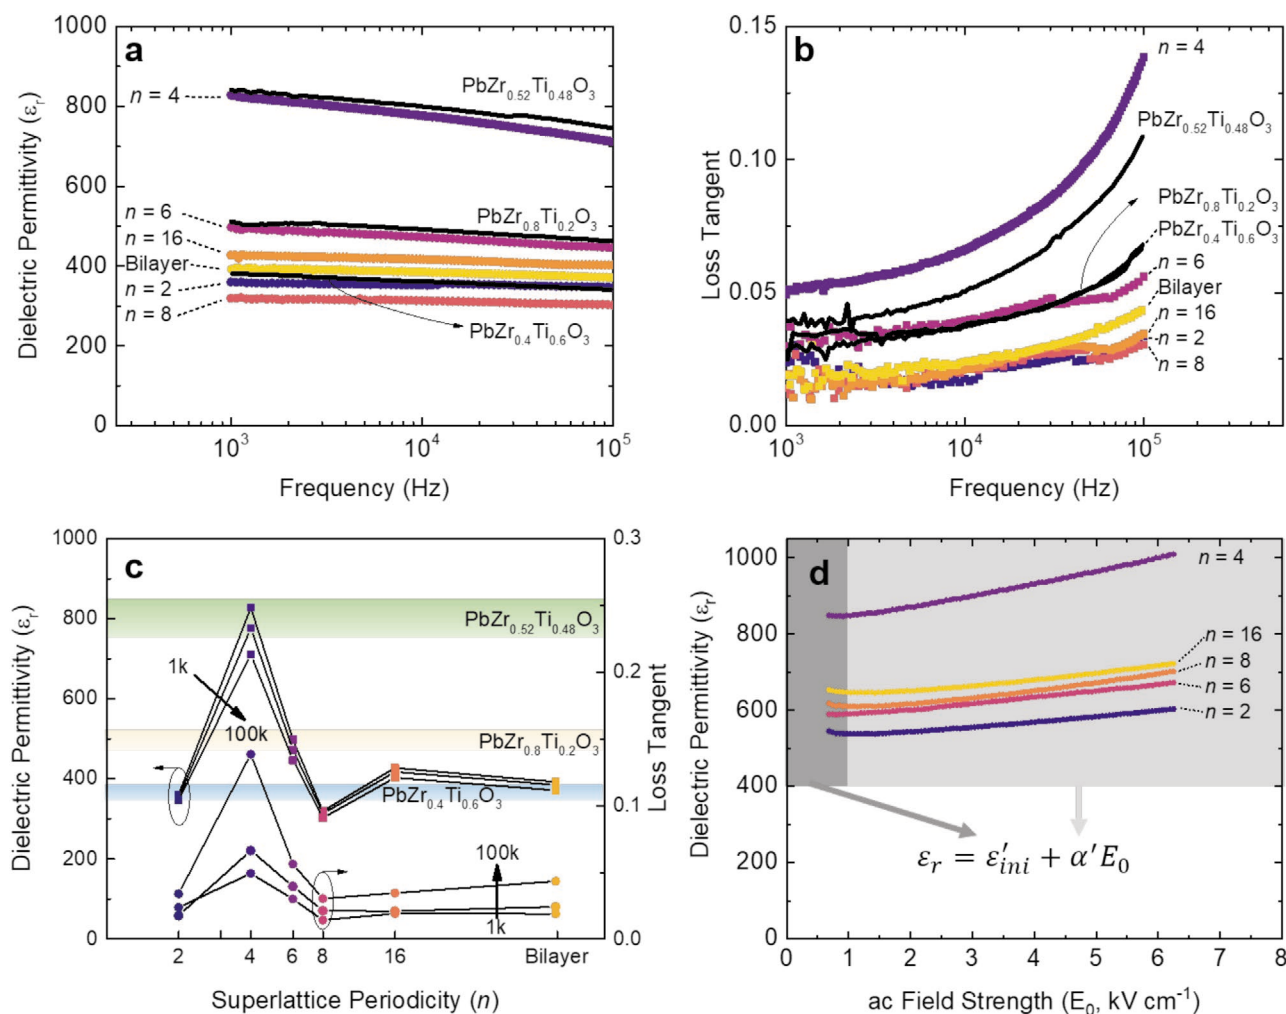 a
Dielectric Permittivity (εr)
1000
800
600
400
200
0
n = 4
PbZr0.52Ti0.48O3
n = 6
n = 16
Bilayer
n = 2
n = 8
PbZr0.8Ti0.2O3
PbZr0.4Ti0.6O3
10^3
10^4
10^5
Frequency (Hz)
b
Loss Tangent
0.15
0.10
0.05
0.00
n = 4
PbZr0.52Ti0.48O3
PbZr0.8Ti0.2O3
PbZr0.4Ti0.6O3
n = 6
Bilayer
n = 16
n = 2
n = 8
10^3
10^4
10^5
Frequency (Hz)
c
Dielectric Permittivity (εr)
1000
800
600
400
200
0
PbZr0.52Ti0.48O3
1k
100k
PbZr0.8Ti0.2O3
PbZr0.4Ti0.6O3
100k
1k
0.3
0.2
0.1
0.0
Loss Tangent
2
4
6
8
16
Bilayer
Superlattice Periodicity (n)
d
Dielectric Permittivity (εr)
1000
800
600
400
200
0
n = 4
n = 16
n = 8
n = 6
n = 2
εr = ε′ini + α′E0
0
1
2
3
4
5
6
7
8
ac Field Strength (E0, kV cm-1)